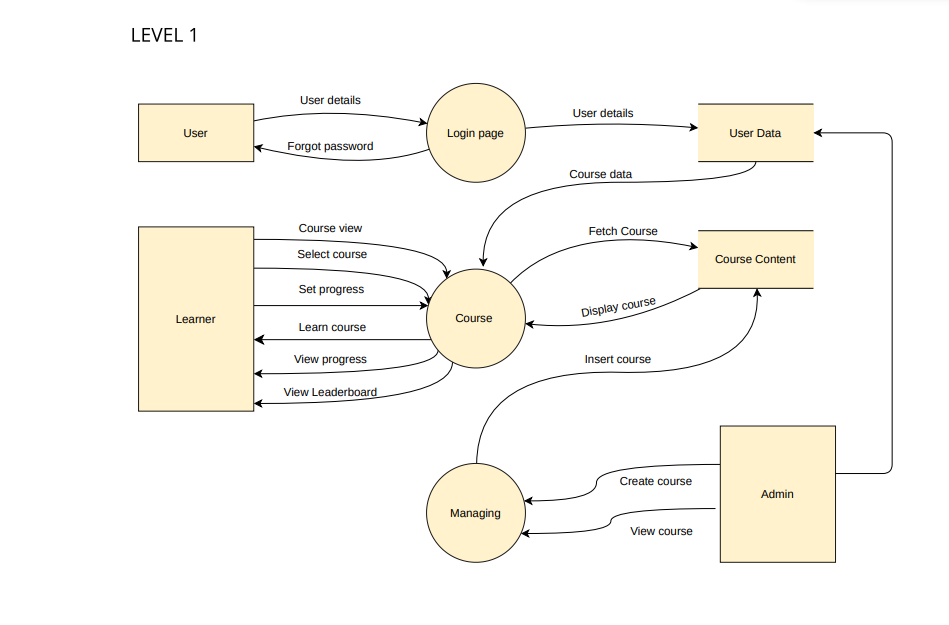 LEVEL 1
User details
User
Login page
User details
User Data
Forgot password
Course data
Course view
Fetch Course
Select course
Course Content
Set progress
Display course
Learner
Course
Learn course
View progress
Insert course
View Leaderboard
Create course
Admin
Managing
View course